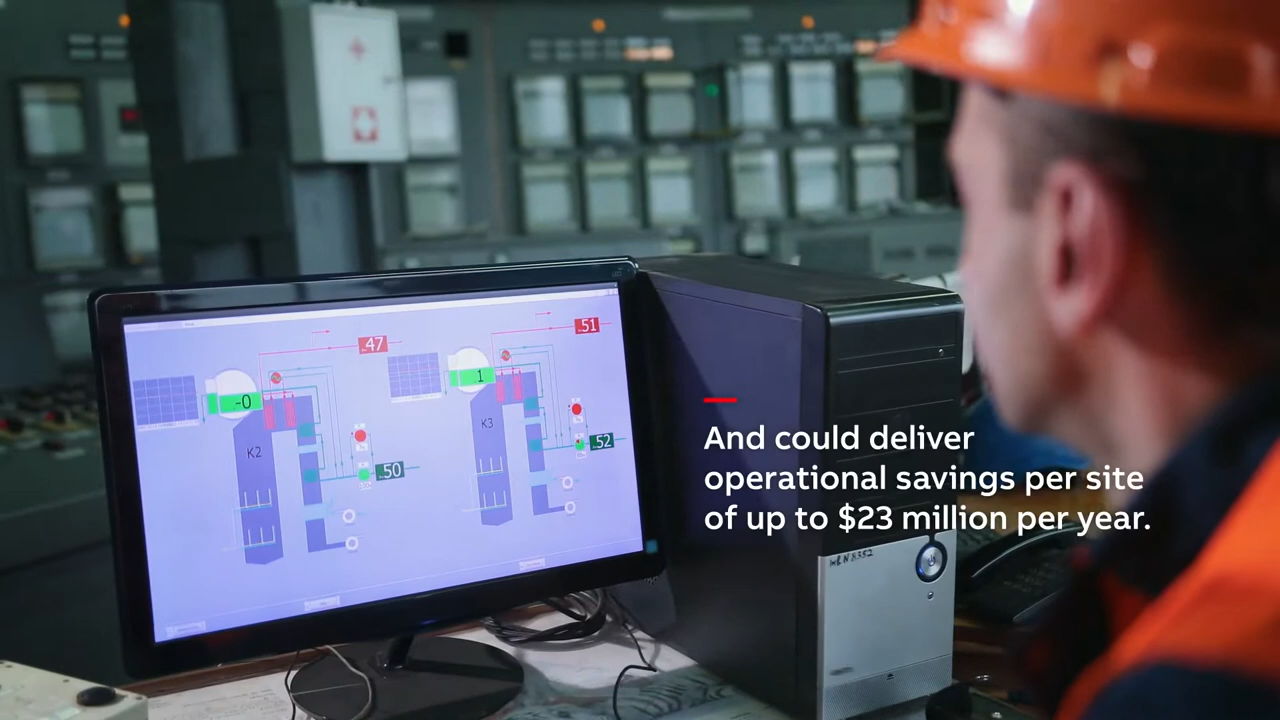 .47
.51
-0
1
K2
K3
.50
.52
And could deliver
operational savings per site
of up to $23 million per year.